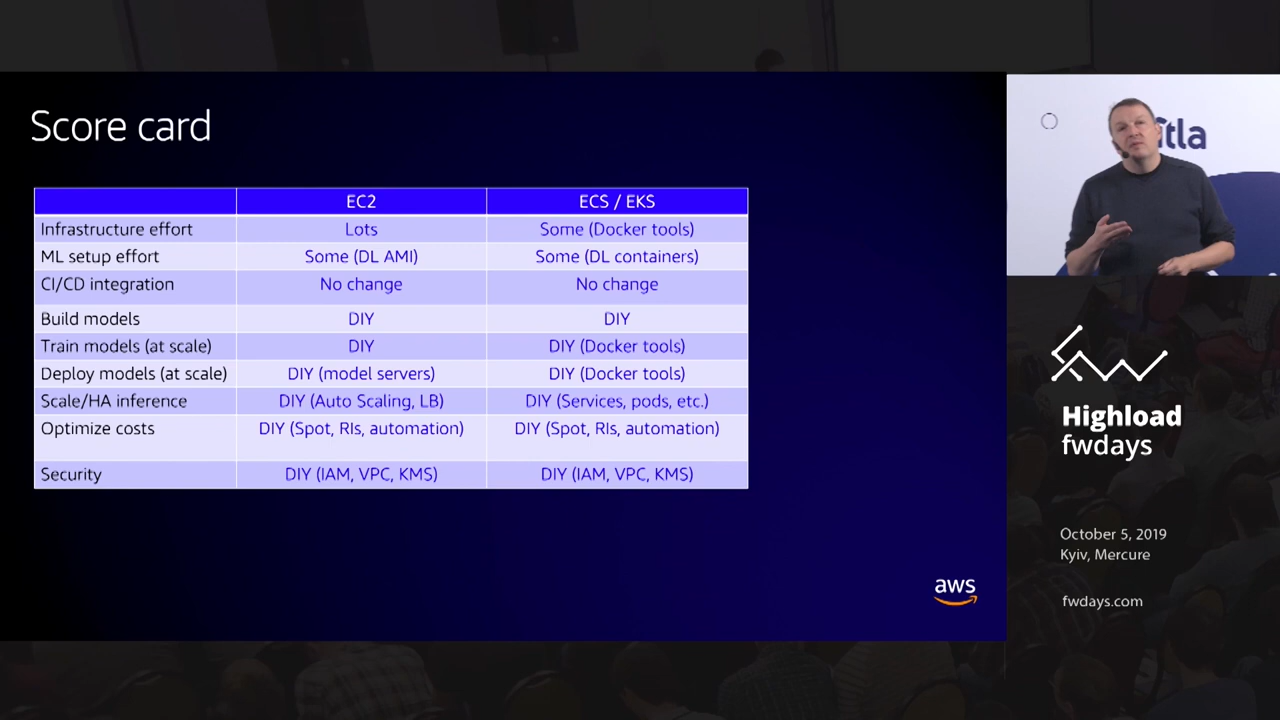 Score card
EC2 ECS / EKS
Infrastructure effort Lots Some (Docker tools)
ML setup effort Some (DL AMI) Some (DL containers)
CI/CD integration No change No change
Build models DIY DIY
Train models (at scale) DIY DIY (Docker tools)
Deploy models (at scale) DIY (model servers) DIY (Docker tools)
Scale/HA inference DIY (Auto Scaling, LB) DIY (Services, pods, etc.)
Optimize costs DIY (Spot, RIs, automation) DIY (Spot, RIs, automation)
Security DIY (IAM, VPC, KMS) DIY (IAM, VPC, KMS)
aws
Highload
fwdays
October 5, 2019
Kyiv, Mercure
fwdays.com